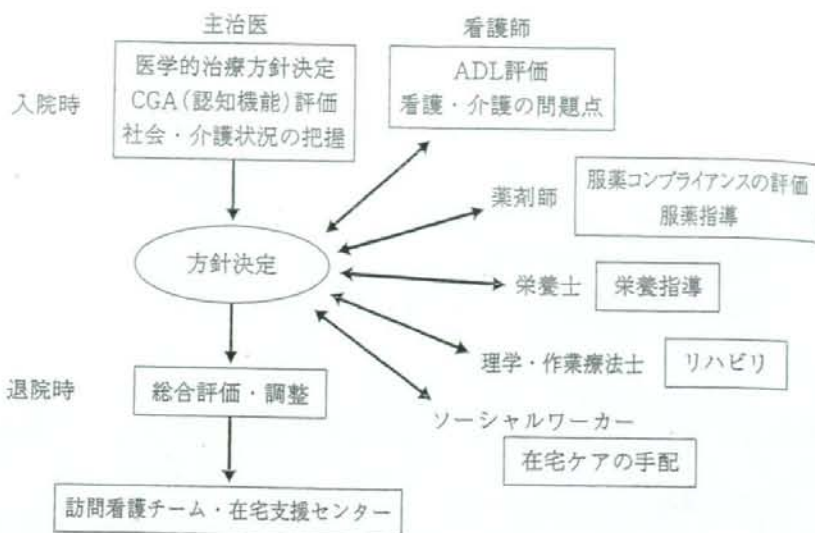 主治医
看護師
医学的治療方針決定
CGA(認知機能)評価
社会・介護状況の把握
入院時
ADL評価
看護・介護の問題点
薬剤師
服薬コンプライアンスの評価
服薬指導
方針決定
栄養士
栄養指導
理学・作業療法士
リハビリ
退院時
総合評価・調整
ソーシャルワーカー
在宅ケアの手配
訪問看護チーム・在宅支援センター